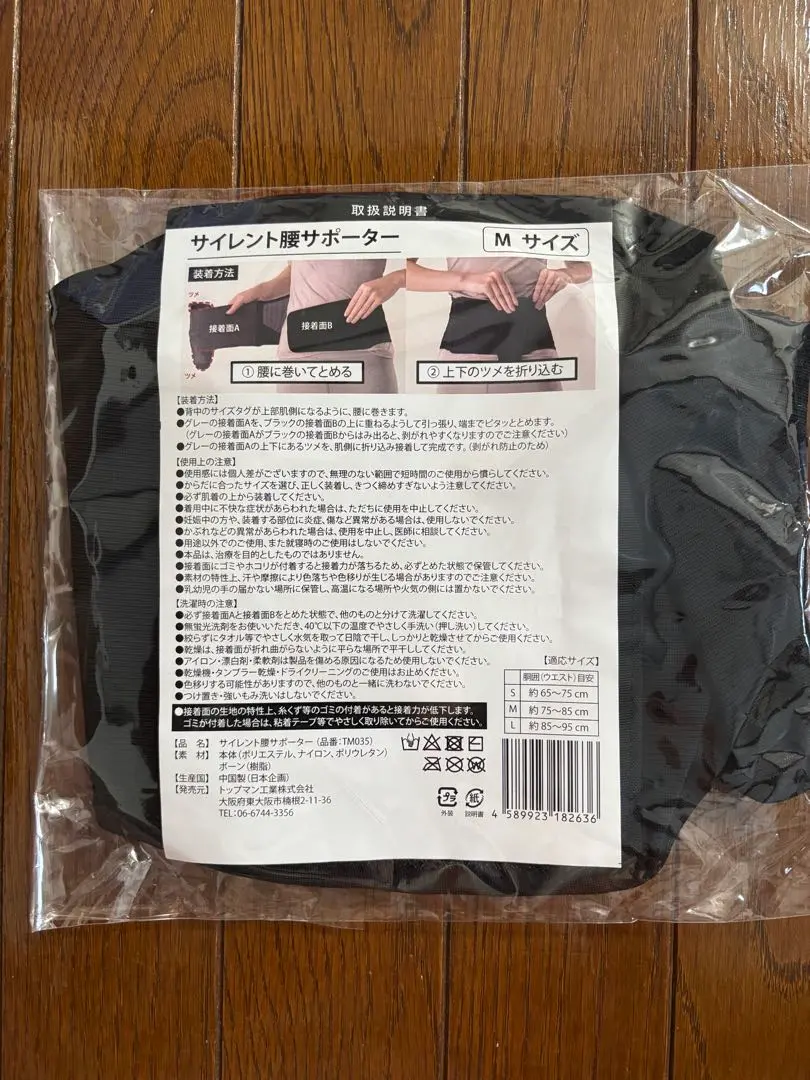 取扱説明書
サイレント腰サポーター
M サイズ
装着方法
ツメ
接着面A
接着面B
ツメ
①腰に巻いてとめる
②上下のツメを折り込む
【装着方法】
●背中のサイズタグが上部肌側になるように、腰に巻きます。
●グレーの接着面Aを、ブラックの接着面Bの上に重ねるようして引っ張り、端までピタッととめます。
(グレーの接着面Aがブラックの接着面Bからはみ出ると、剥がれやすくなりますのでご注意ください)
●グレーの接着面Aの上下にあるツメを、肌側に折り込み接着して完成です。(剥がれ防止のため)
【使用上の注意】
●使用感には個人差がございますので、無理のない範囲で短時間のご使用から慣らしてください。
●からだに合ったサイズを選び、正しく装着し、きつく締めすぎないよう注意してください。
●必ず肌着の上から装着してください。
●着用中に不快な症状があらわれた場合は、ただちに使用を中止してください。
●妊娠中の方や、装着する部位に炎症、傷など異常がある場合は、使用しないでください。
●かぶれなどの異常があらわれた場合は、使用を中止し、医師に相談してください。
●用途以外でのご使用、また就寝時のご使用はしないでください。
●本品は、治療を目的としたものではありません。
●接着面にゴミやホコリが付着すると接着力が落ちるため、必ずとめた状態で保管してください。
●素材の特性上、汗や摩擦により色落ちや色移りが生じる場合がありますのでご注意ください。
●乳幼児の手の届かない場所に保管し、高温になる場所や火気の側には置かないでください。
【洗濯時の注意】
●必ず接着面Aと接着面Bをとめた状態で、他のものと分けて洗濯してください。
●無蛍光洗剤をお使いいただき、40℃以下の温度でやさしく手洗い(押し洗い)してください。
●絞らずにタオル等でやさしく水気を取って日陰で干し、しっかりと乾燥させてからご使用ください。
●乾燥は、接着面が折れ曲がらないように平らな場所で平干ししてください。
●アイロン・漂白剤・柔軟剤は製品を傷める原因になるため使用しないでください。
●乾燥機・タンブラー乾燥・ドライクリーニングのご使用はお止めください。
●色移りする可能性がありますので、他のものと一緒に洗わないでください。
●つけ置き・強いもみ洗いはしないでください。
●接着面の生地の特性上、糸くず等のゴミの付着があると接着力が低下します。
ゴミが付着した場合は、粘着テープ等でやさしく取り除いてからご使用ください。
【適応サイズ】
胴囲(ウエスト)目安
S 約65〜75cm
M 約75〜85cm
L 約85〜95cm
【品 名】 サイレント腰サポーター(品番:TM035)
【素 材】 本体(ポリエステル、ナイロン、ポリウレタン)
ボーン(樹脂)
【生産国】 中国製(日本企画)
【発売元】 トップマン工業株式会社
大阪府東大阪市楠根2-11-36
TEL:06-6744-3356
プラ
外装
紙
説明書
4 589923 182636